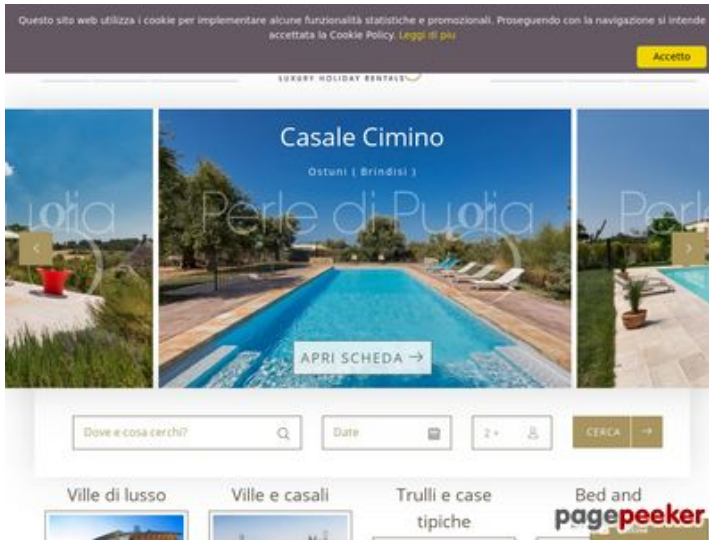 Questo sito web utilizza i cookie per implementare alcune funzionalità statistiche e promozionali. Proseguendo con la navigazione si intende
accettata la Cookie Policy. Leggi di più
Accetto
LUXURY HOLIDAY RENTALS
Casale Cimino
Ostuni ( Brindisi )
Perle di Puglia
APRI SCHEDA →
Dove e cosa cerchi?
Date
2 +
CERCA →
Ville di lusso
Ville e casali
Trulli e case
tipiche
Bed and
pagepeeker